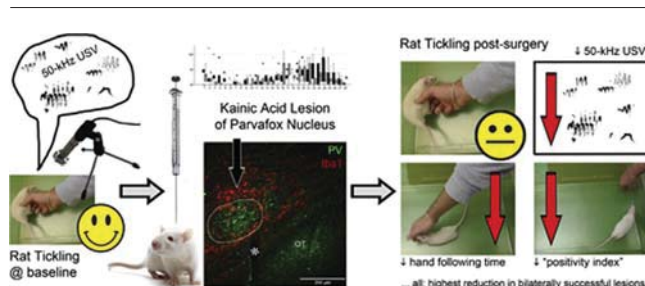 50-kHz USV
Rat Tickling
@ baseline
Kainic Acid Lesion
of Parvafox Nucleus
PV
Iba1
*
OT
Rat Tickling post-surgery
↓ 50-kHz USV
↓ hand following time
↓ "positivity index"
... all: highest reduction in bilaterally successful lesions